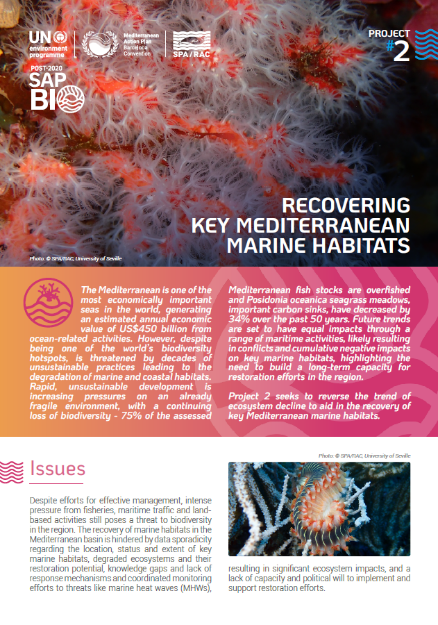 UN
environment
programme
Mediterranean
Action Plan
Barcelona
Convention
SPA/RAC
POST-2020
SAP
BIO
PROJECT
#2
RECOVERING
KEY MEDITERRANEAN
MARINE HABITATS
Photo: © SPA/RAC, University of Seville
The Mediterranean is one of the
most economically important
seas in the world, generating
an estimated annual economic
value of US$450 billion from
ocean-related activities. However, despite
being one of the world's biodiversity
hotspots, is threatened by decades of
unsustainable practices leading to the
degradation of marine and coastal habitats.
Rapid, unsustainable development is
increasing pressures on an already
fragile environment, with a continuing
loss of biodiversity - 75% of the assessed
Mediterranean fish stocks are overfished
and Posidonia oceanica seagrass meadows,
important carbon sinks, have decreased by
34% over the past 50 years. Future trends
are set to have equal impacts through a
range of maritime activities, likely resulting
in conflicts and cumulative negative impacts
on key marine habitats, highlighting the
need to build a long-term capacity for
restoration efforts in the region.
Project 2 seeks to reverse the trend of
ecosystem decline to aid in the recovery of
key Mediterranean marine habitats.
Issues
Despite efforts for effective management, intense
pressure from fisheries, maritime traffic and land-
based activities still poses a threat to biodiversity
in the region. The recovery of marine habitats in the
Mediterranean basin is hindered by data sporadicity
regarding the location, status and extent of key
marine habitats, degraded ecosystems and their
restoration potential, knowledge gaps and lack of
response mechanisms and coordinated monitoring
efforts to threats like marine heat waves (MHWs),
Photo: © SPA/RAC, University of Seville
resulting in significant ecosystem impacts, and a
lack of capacity and political will to implement and
support restoration efforts.